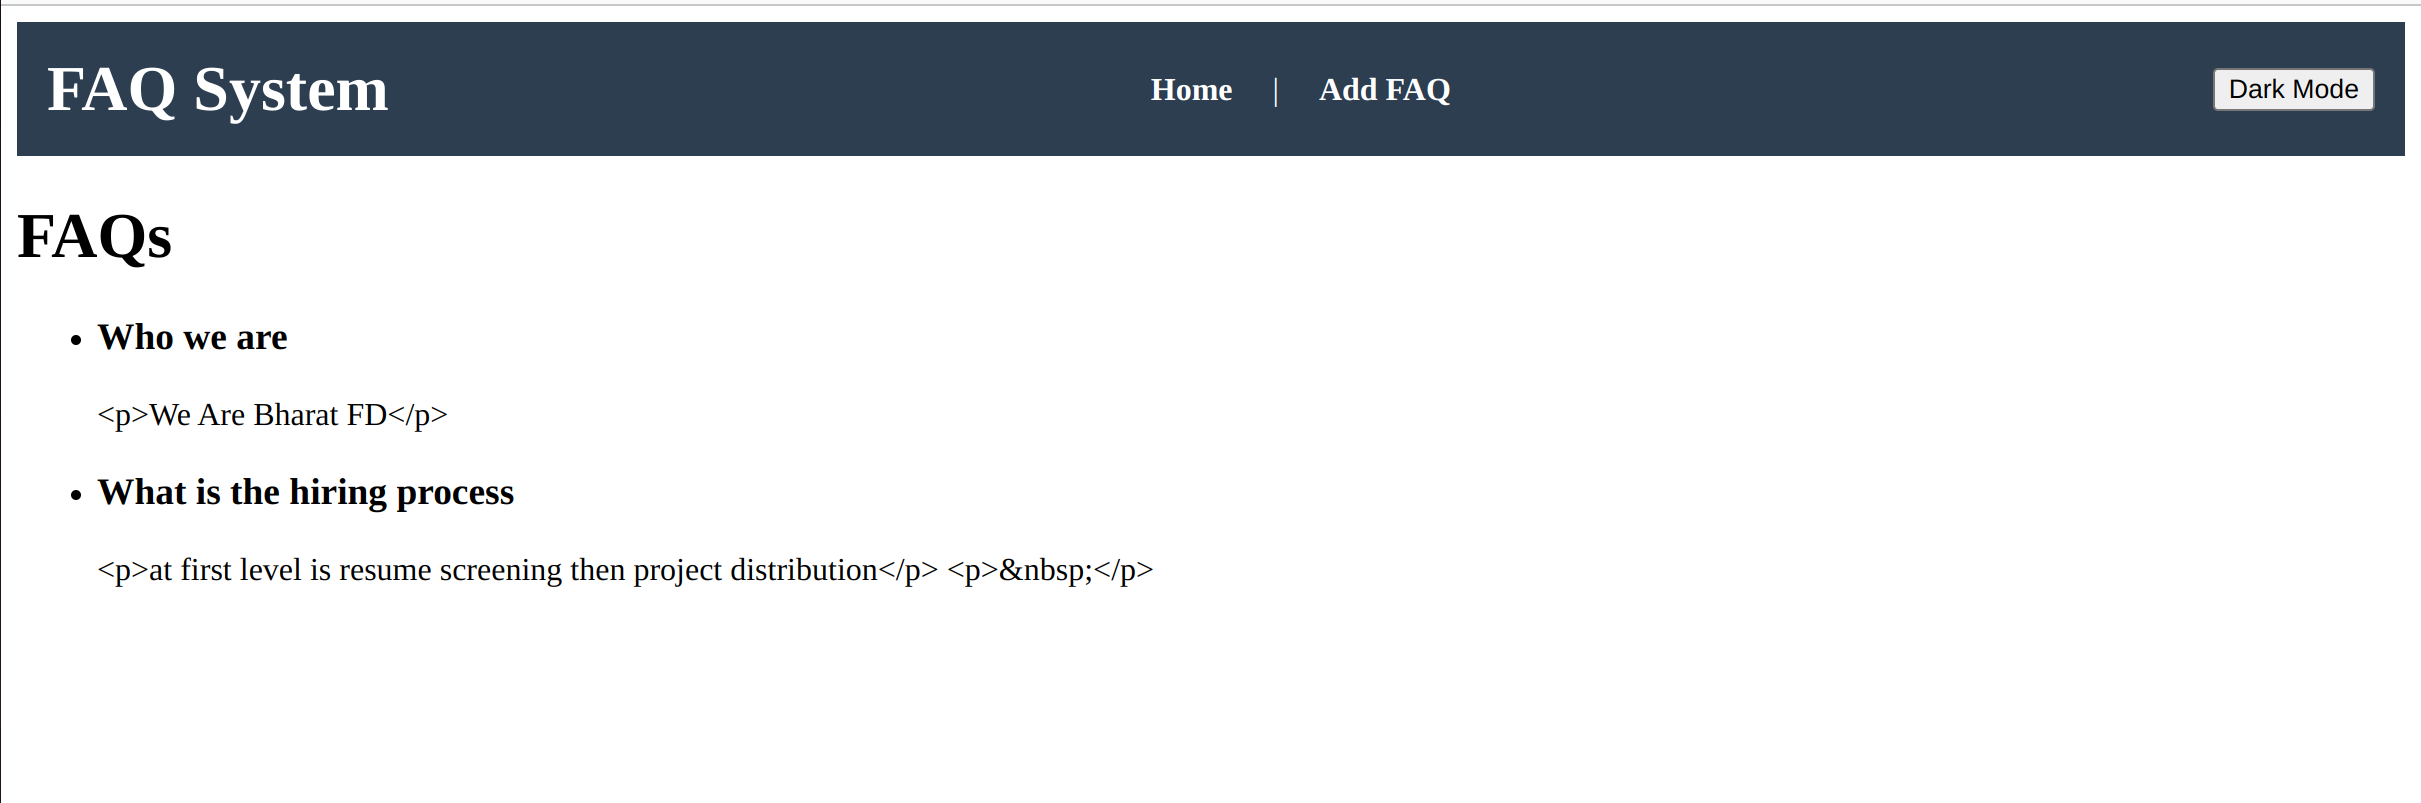 FAQ System
Home | Add FAQ
Dark Mode
FAQs
• Who we are
<p>We Are Bharat FD</p>
• What is the hiring process
<p>at first level is resume screening then project distribution</p> <p>&nbsp;</p>